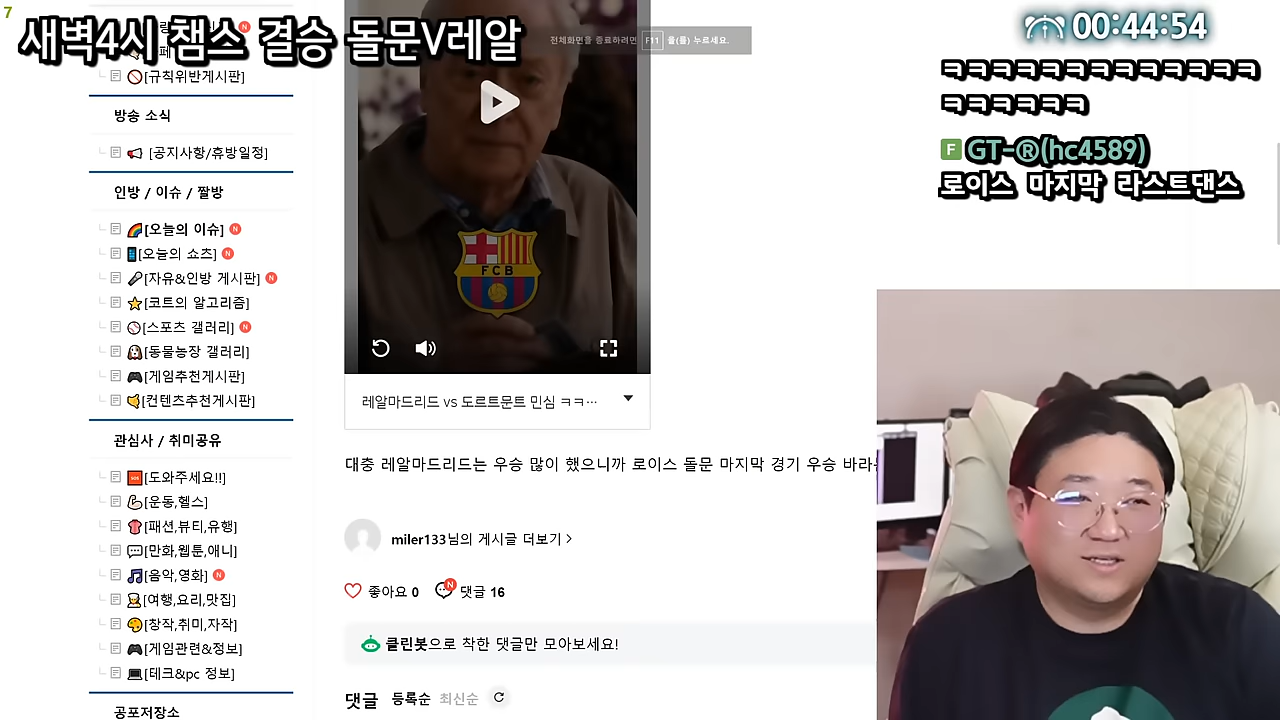 7
새벽4시 챔스 결승 돌문V레알
00:44:54
전체화면을 종료하려면 F11 을(를) 누르세요.
ㅋㅋㅋㅋㅋㅋㅋㅋㅋㅋㅋㅋㅋ
ㅋㅋㅋㅋㅋㅋ
F GT-®(hc4589)
로이스 마지막 라스트댄스
[규칙위반게시판]
방송 소식
[공지사항/휴방일정]
인방 / 이슈 / 짤방
[오늘의 이슈] N
[오늘의 쇼츠] N
[자유&인방 게시판] N
[코트의 알고리즘]
[스포츠 갤러리] N
[동물농장 갤러리]
[게임추천게시판]
[컨텐츠추천게시판]
관심사 / 취미공유
[도와주세요!!]
[운동,헬스]
[패션,뷰티,유행]
[만화,웹툰,애니]
[음악,영화] N
[여행,요리,맛집]
[창작,취미,자작]
[게임관련&정보]
[테크&pc 정보]
공포저장소
FCB
레알마드리드 vs 도르트문트 민심 ㅋㅋ…
대충 레알마드리드는 우승 많이 했으니까 로이스 돌문 마지막 경기 우승 바라
miler133님의 게시글 더보기
좋아요 0 N 댓글 16
클린봇으로 착한 댓글만 모아보세요!
댓글 등록순 최신순